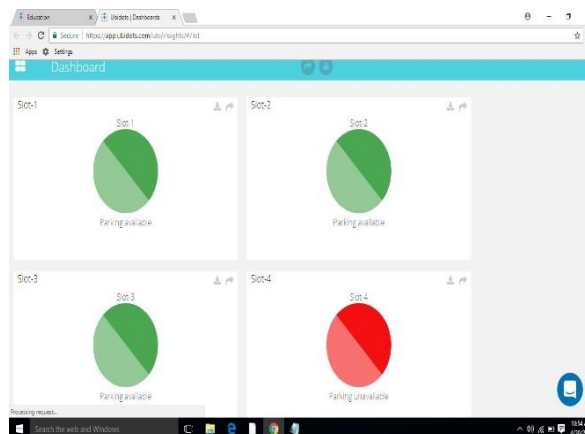 Education
Ubidots | Dashboards
Secure | https://app.ubidots.com/ubi/insights/#/list
Apps
Settings
Dashboard
Slot-1
Slot-1
Parking available
Slot-2
Slot-2
Parking available
Slot-3
Slot-3
Parking available
Slot-4
Slot-4
Parking unavailable
Processing request...
Search the web and Windows
10:54